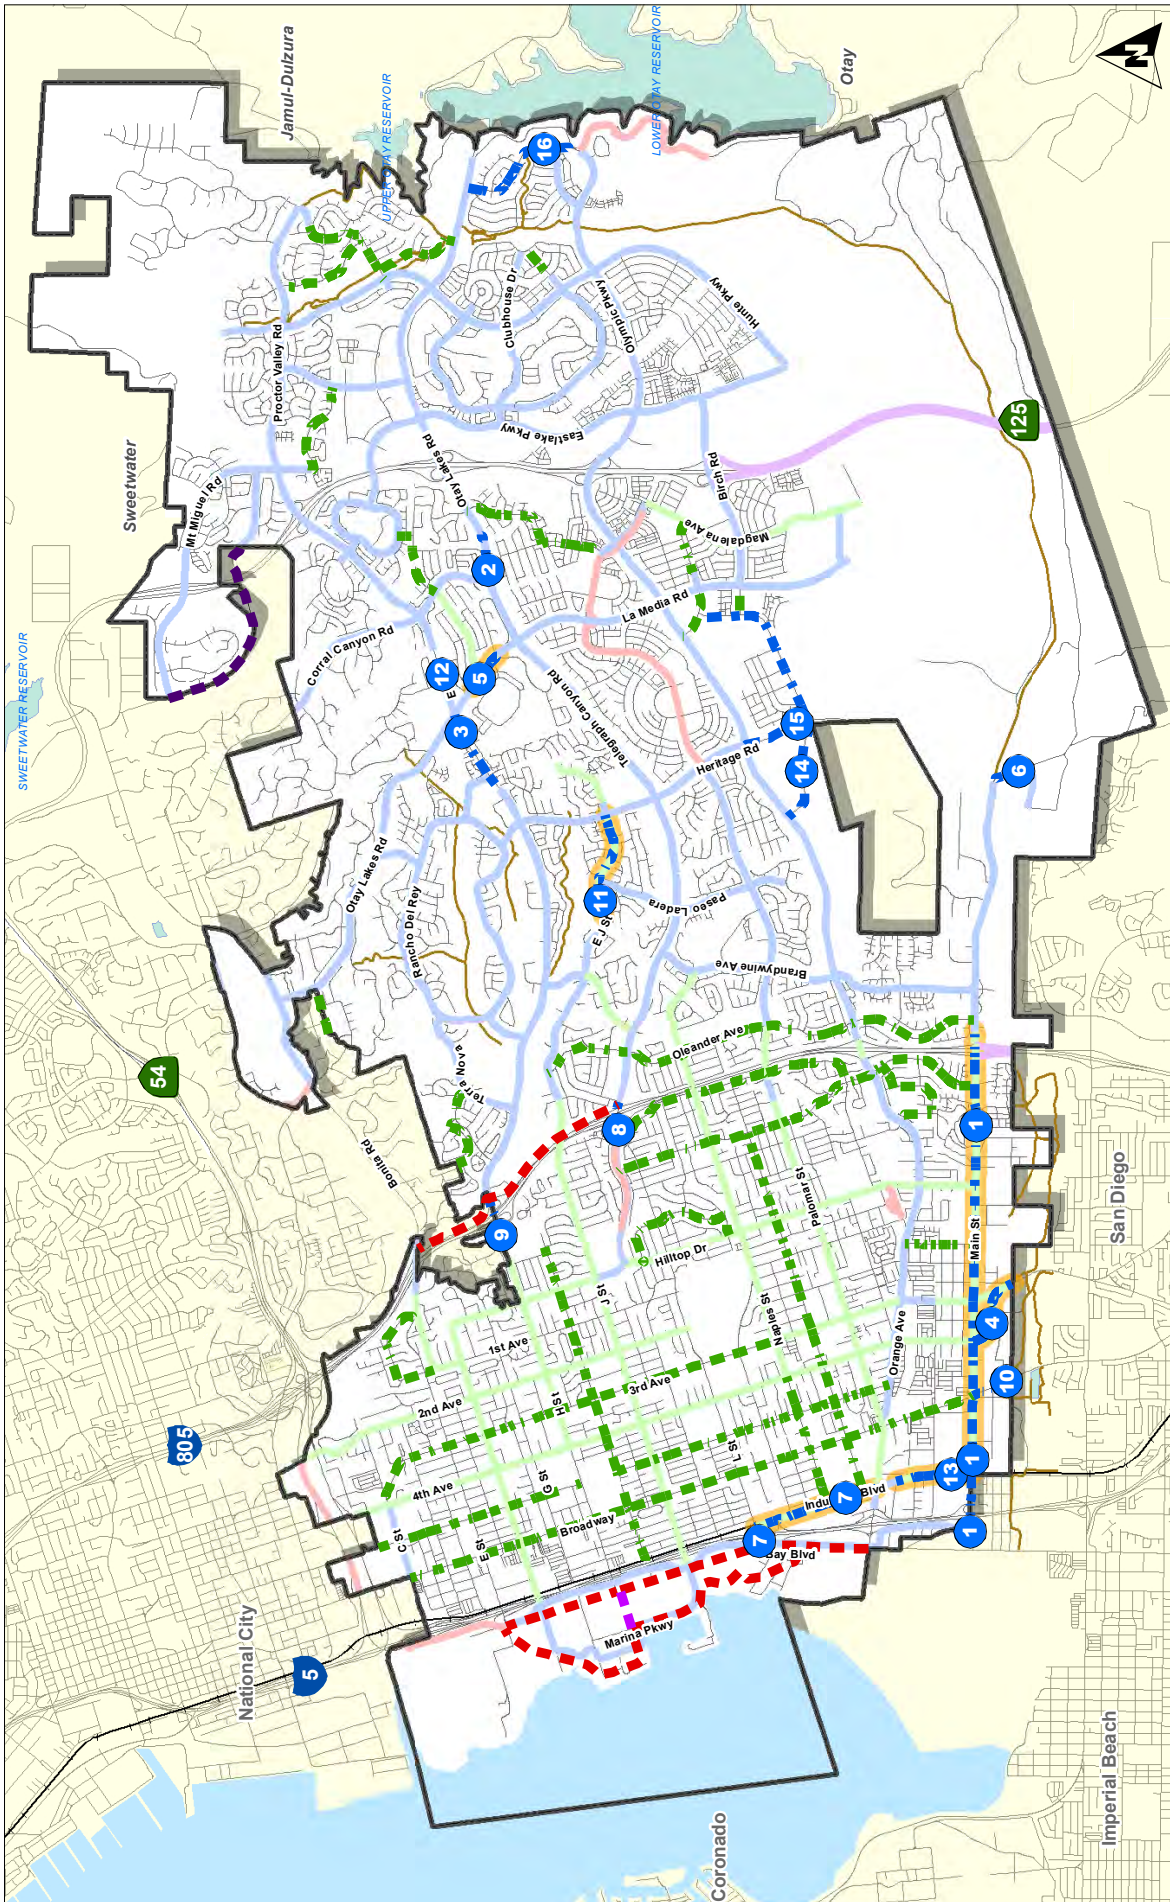 Jamul-Dulzura
UPPER OTAY RESERVOIR
LOWER OTAY RESERVOIR
Otay
N
16
Proctor Valley Rd
Clubhouse Dr
Olympic Pkwy
Hunte Pkwy
Sweetwater
Mt Miguel Rd
Otay Lakes Rd
Eastlake Pkwy
Birch Rd
125
Magdalena Ave
2
La Media Rd
SWEETWATER RESERVOIR
Corral Canyon Rd
12
E
5
3
Telegraph Canyon Rd
Heritage Rd
15
14
6
Otay Lakes Rd
Rancho Del Rey
11
E J St
Paseo Ladera
Brandywine Ave
54
Terra Nova
Oleander Ave
Bonita Rd
8
1
9
Hilltop Dr
Palomar St
Main St
San Diego
1st Ave
J St
Naples St
4
Orange Ave
10
805
2nd Ave
3rd Ave
H St
L St
4th Ave
G St
C St
E St
Broadway
Indu
Blvd
7
13
1
7
1
Bay Blvd
National City
5
Marina Pkwy
Coronado
Imperial Beach